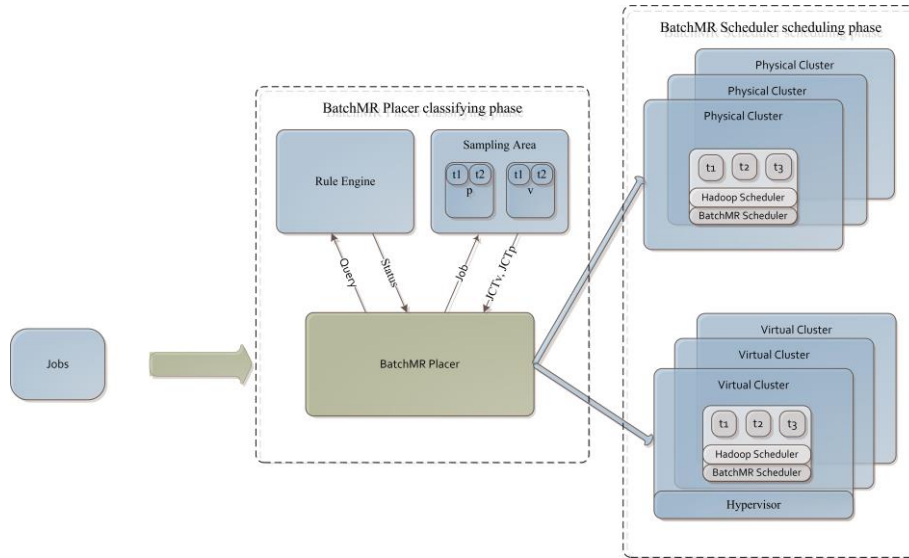 BatchMR Scheduler scheduling phase
Physical Cluster
Physical Cluster
Physical Cluster
t1 t2 t3
Hadoop Scheduler
BatchMR Scheduler
BatchMR Placer classifying phase
Rule Engine
Sampling Area
t1 t2
p
t1 t2
v
Query
Status
Job
JCTv, JCTp
BatchMR Placer
Jobs
Virtual Cluster
Virtual Cluster
Virtual Cluster
t1 t2 t3
Hadoop Scheduler
BatchMR Scheduler
Hypervisor